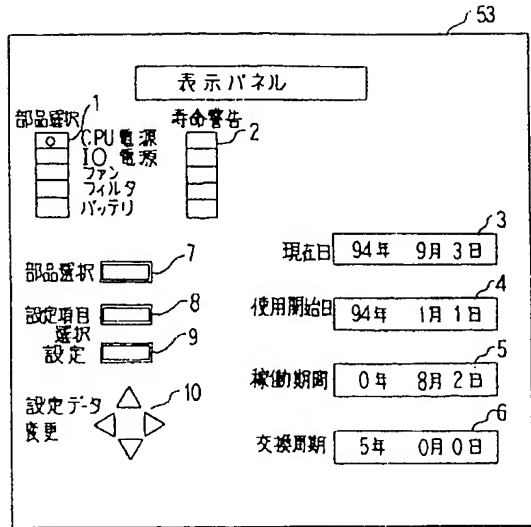 53
表示パネル
部品選択 1 寿命警告
CPU電源 2
IO 電源
ファン
フィルタ
バッテリ
3
現在日 94年 9月3日
部品選択 7
4
使用開始日 94年 1月1日
設定項目選択 8
設定 9
5
稼働期間 0年 8月2日
設定データ変更 10
6
交換周期 5年 0月0日